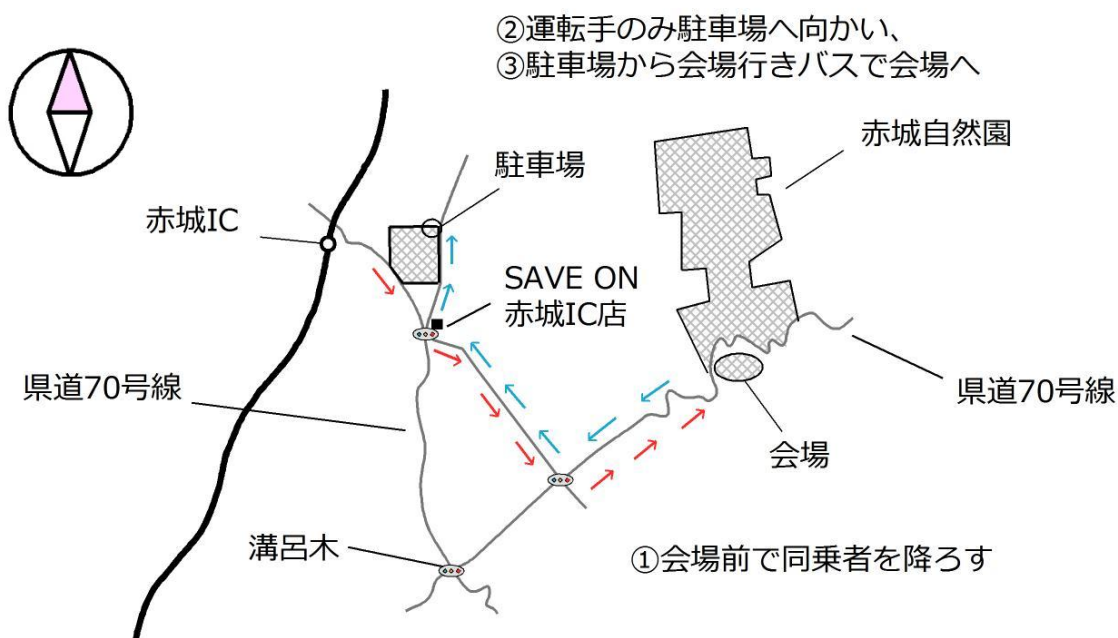 ②運転手のみ駐車場へ向かい、
③駐車場から会場行きバスで会場へ
赤城自然園
駐車場
赤城IC
SAVE ON
赤城IC店
県道70号線
県道70号線
会場
溝呂木
①会場前で同乗者を降ろす